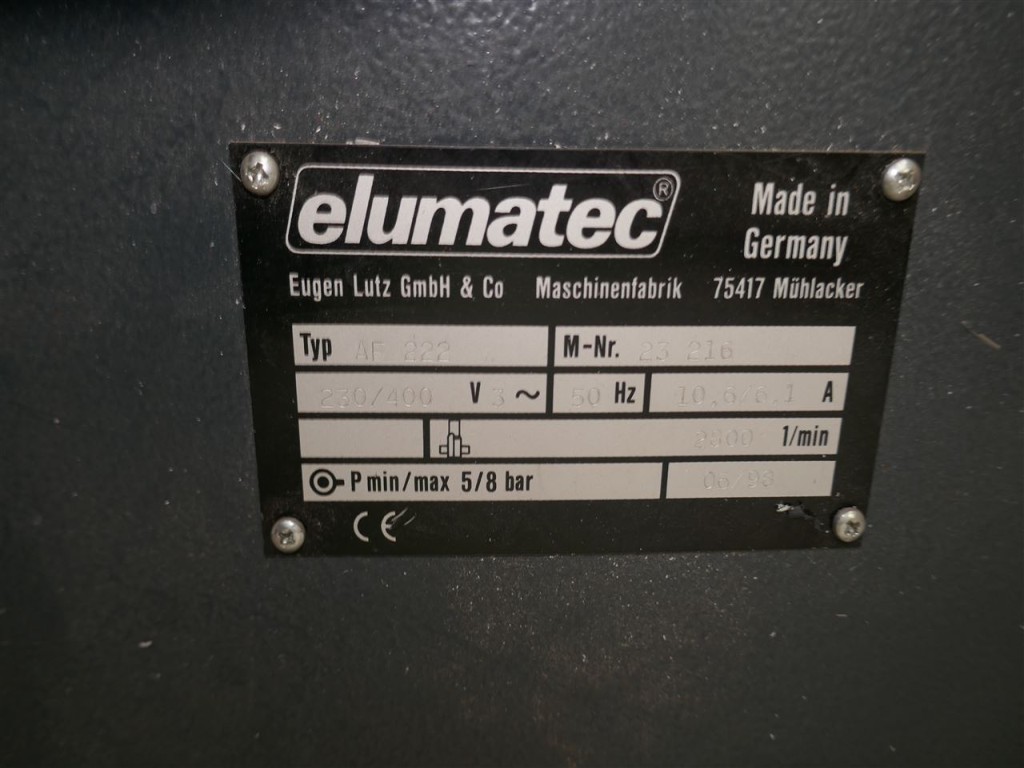 elumatec®
Made in
Germany
Eugen Lutz GmbH & Co Maschinenfabrik 75417 Mühlacker
Typ AF 222 M-Nr. 23 216
230/400 V 3 ~ 50 Hz 10,6/6,1 A
2800 1/min
P min/max 5/8 bar 06/98
CE